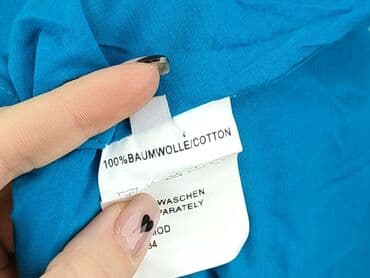 100%BAUMWOLLE/COTTON
WASCHEN
PARATELY
MOD
34